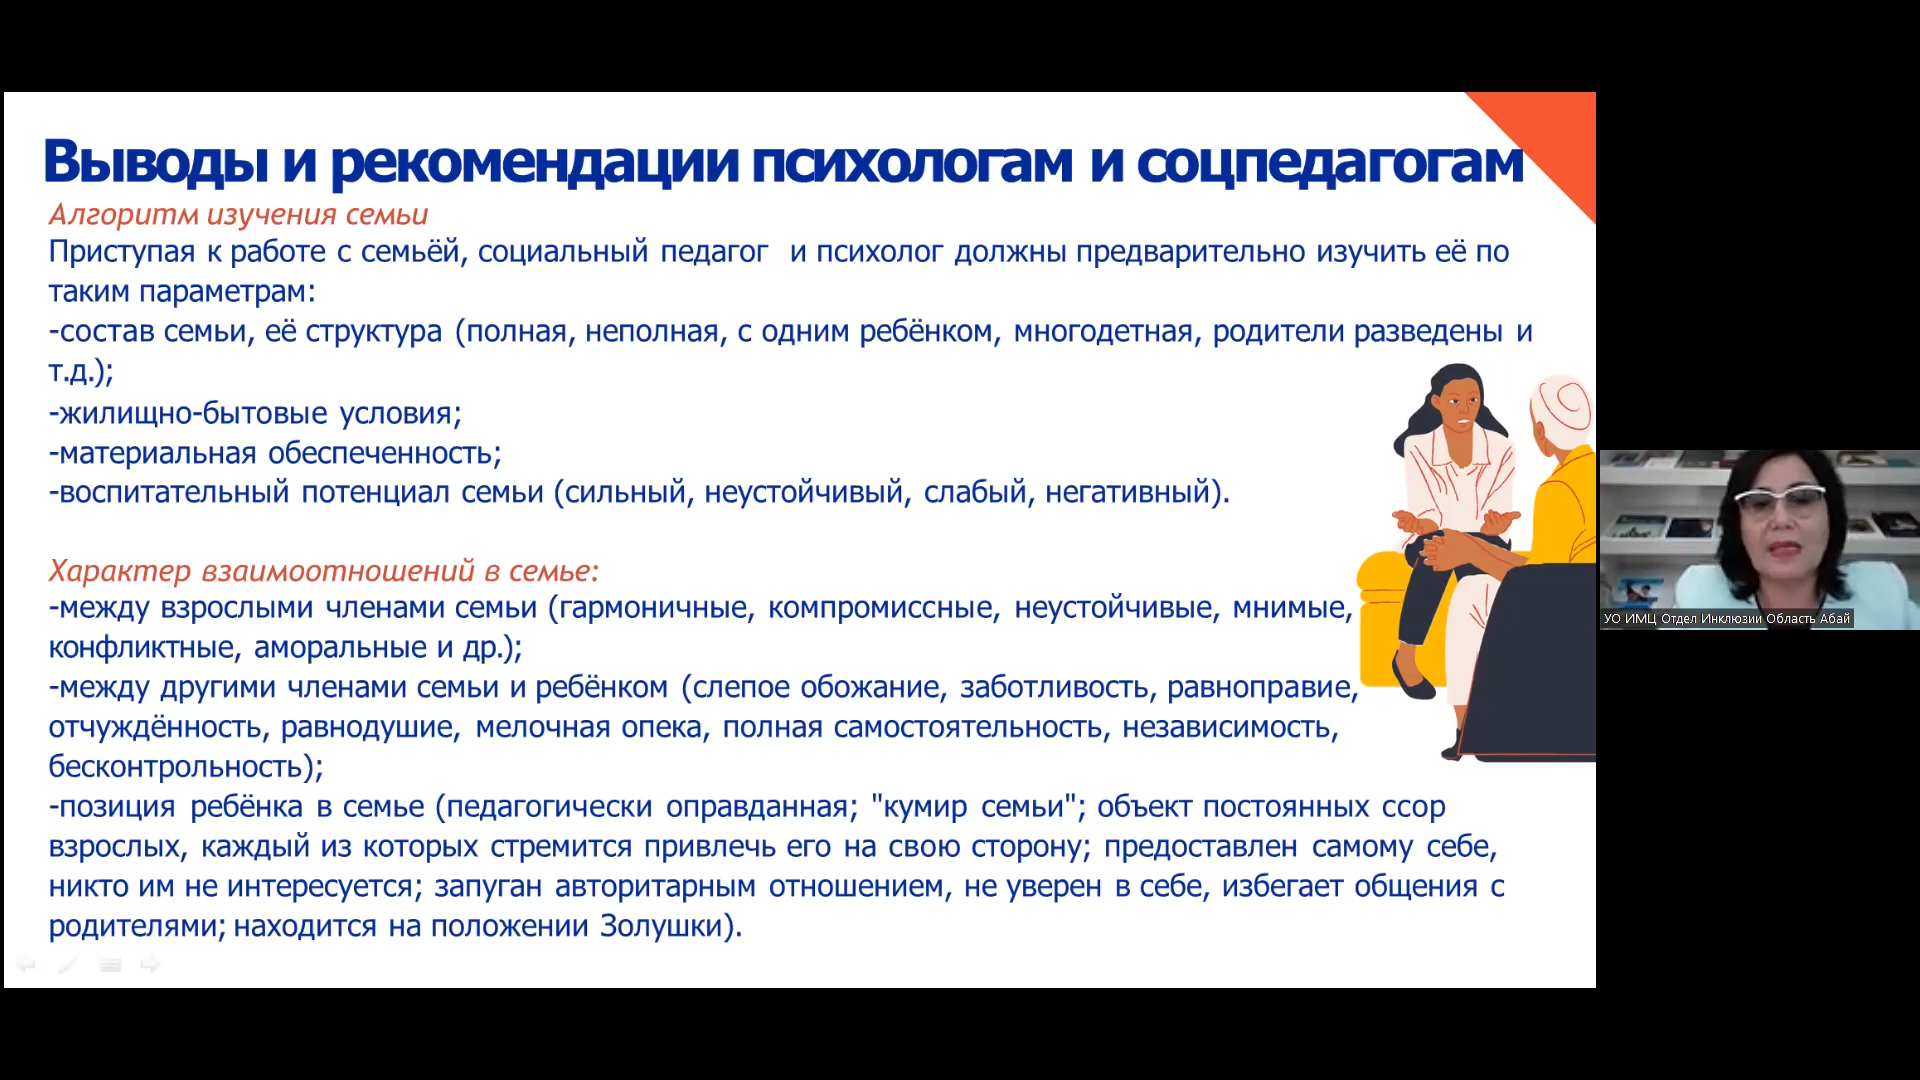 Выводы и рекомендации психологам и соцпедагогам
Алгоритм изучения семьи
Приступая к работе с семьёй, социальный педагог и психолог должны предварительно изучить её по
таким параметрам:
-состав семьи, её структура (полная, неполная, с одним ребёнком, многодетная, родители разведены и
т.д.);
-жилищно-бытовые условия;
-материальная обеспеченность;
-воспитательный потенциал семьи (сильный, неустойчивый, слабый, негативный).
Характер взаимоотношений в семье:
-между взрослыми членами семьи (гармоничные, компромиссные, неустойчивые, мнимые,
конфликтные, аморальные и др.);
-между другими членами семьи и ребёнком (слепое обожание, заботливость, равноправие,
отчуждённость, равнодушие, мелочная опека, полная самостоятельность, независимость,
бесконтрольность);
-позиция ребёнка в семье (педагогически оправданная; "кумир семьи"; объект постоянных ссор
взрослых, каждый из которых стремится привлечь его на свою сторону; предоставлен самому себе,
никто им не интересуется; запуган авторитарным отношением, не уверен в себе, избегает общения с
родителями; находится на положении Золушки).
УО ИМЦ Отдел Инклюзии Область Абай